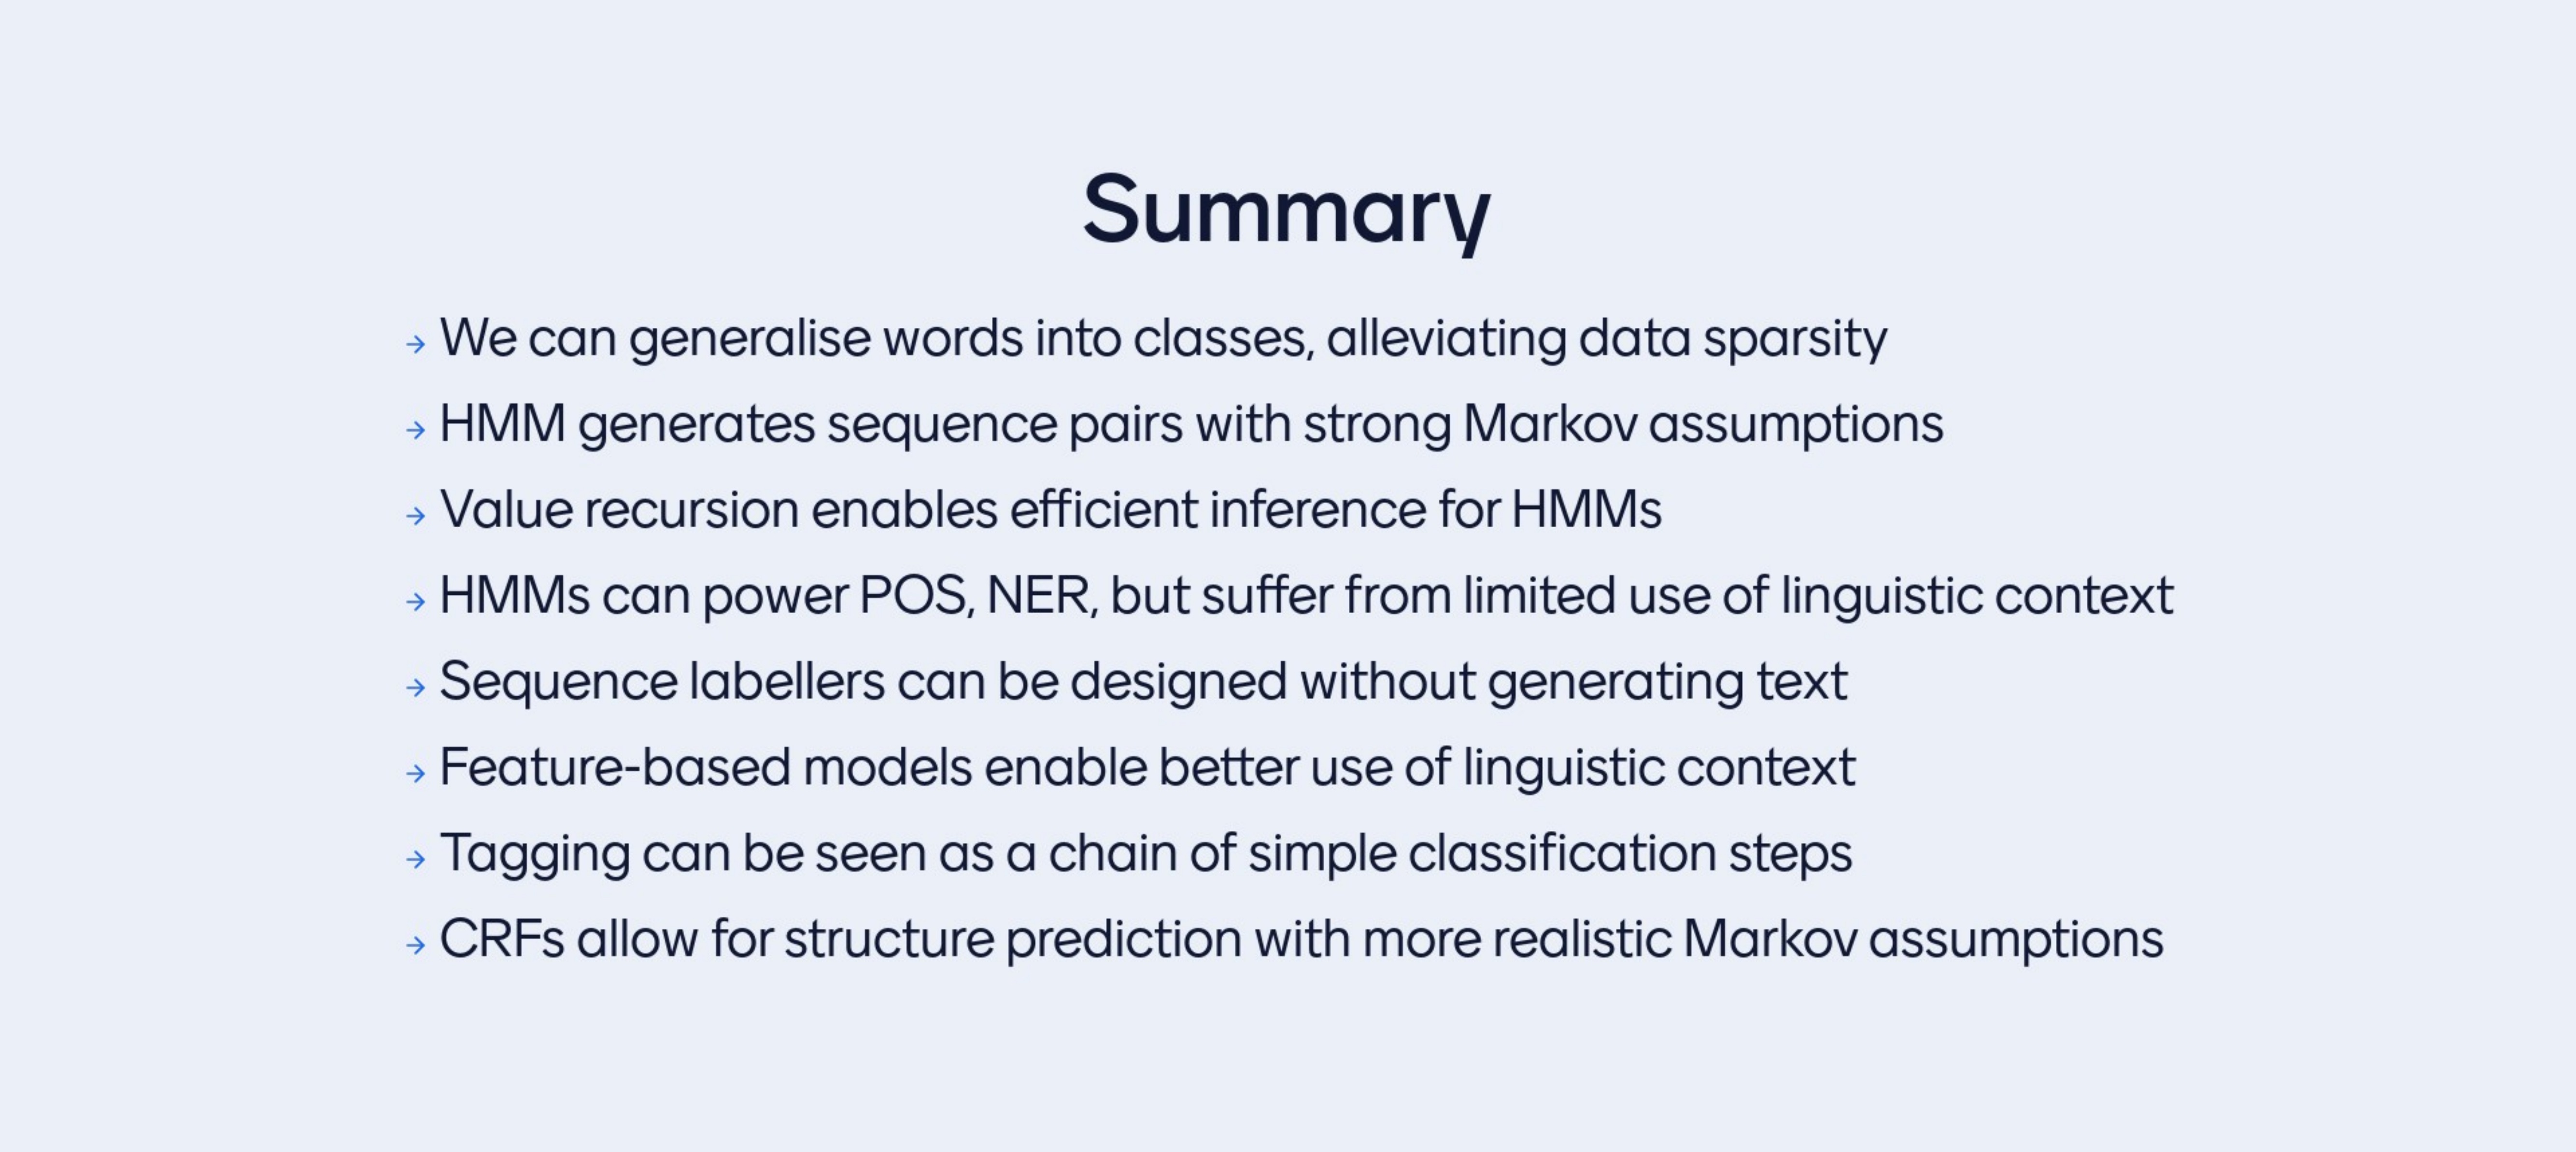 Summary
→ We can generalise words into classes, alleviating data sparsity
→ HMM generates sequence pairs with strong Markov assumptions
→ Value recursion enables efficient inference for HMMs
→ HMMs can power POS, NER, but suffer from limited use of linguistic context
→ Sequence labellers can be designed without generating text
→ Feature-based models enable better use of linguistic context
→ Tagging can be seen as a chain of simple classification steps
→ CRFs allow for structure prediction with more realistic Markov assumptions